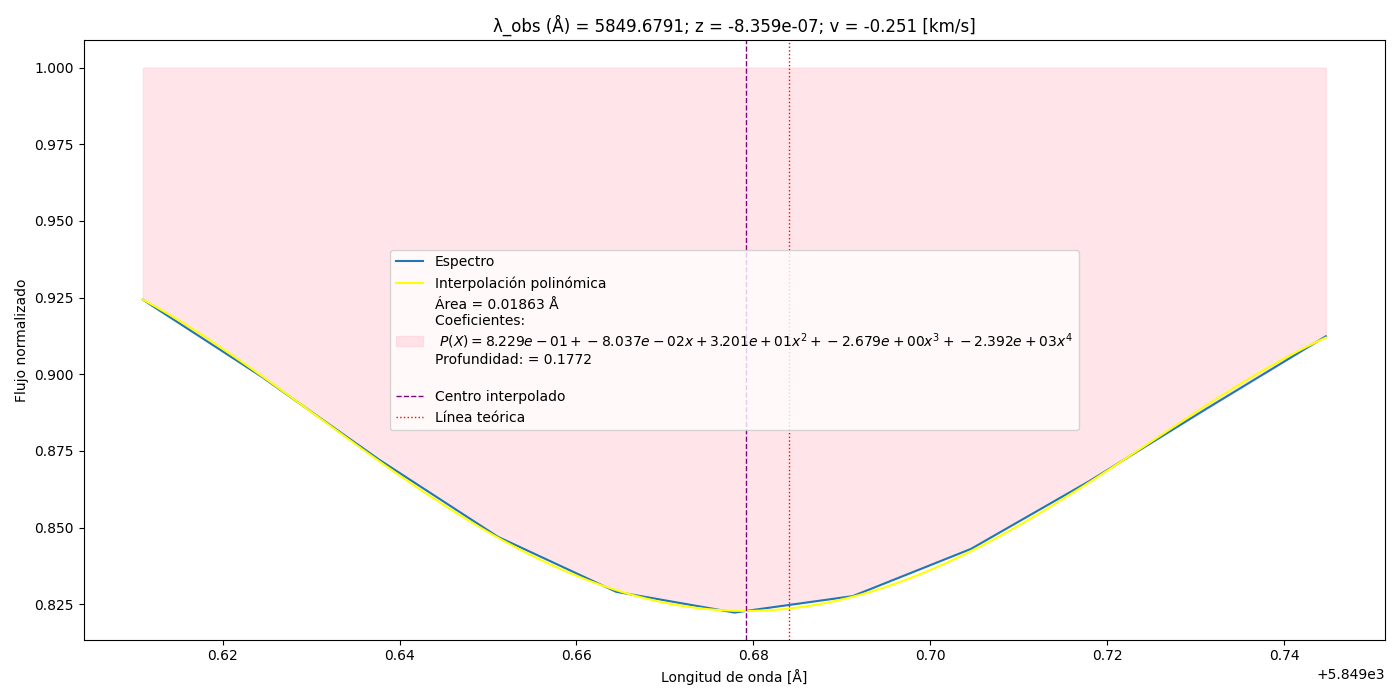 λ_obs (Å) = 5849.6791; z = -8.359e-07; v = -0.251 [km/s]
Flujo normalizado
1.000
0.975
0.950
0.925
0.900
0.875
0.850
0.825
Espectro
Interpolación polinómica
Área = 0.01863 Å
Coeficientes:
P(X) = 8.229e − 01 + −8.037e − 02x + 3.201e + 01x² + −2.679e + 00x³ + −2.392e + 03x⁴
Profundidad: = 0.1772
Centro interpolado
Línea teórica
0.62 0.64 0.66 0.68 0.70 0.72 0.74
+5.849e3
Longitud de onda [Å]